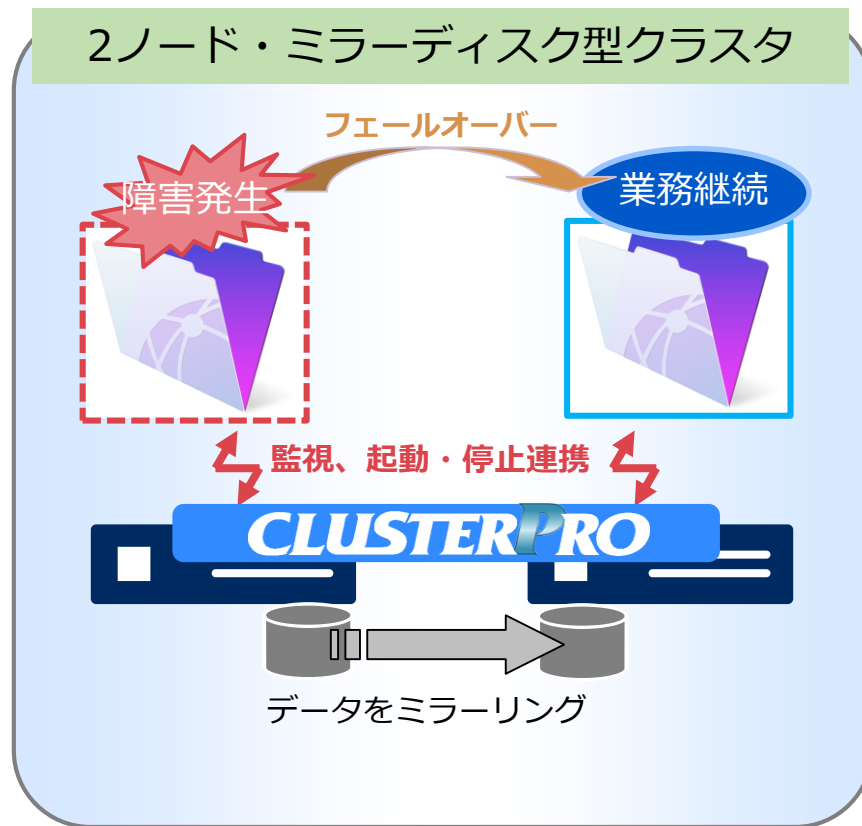 2ノード・ミラーディスク型クラスタ
フェールオーバー
障害発生
業務継続
監視、起動・停止連携
CLUSTERPRO
データをミラーリング